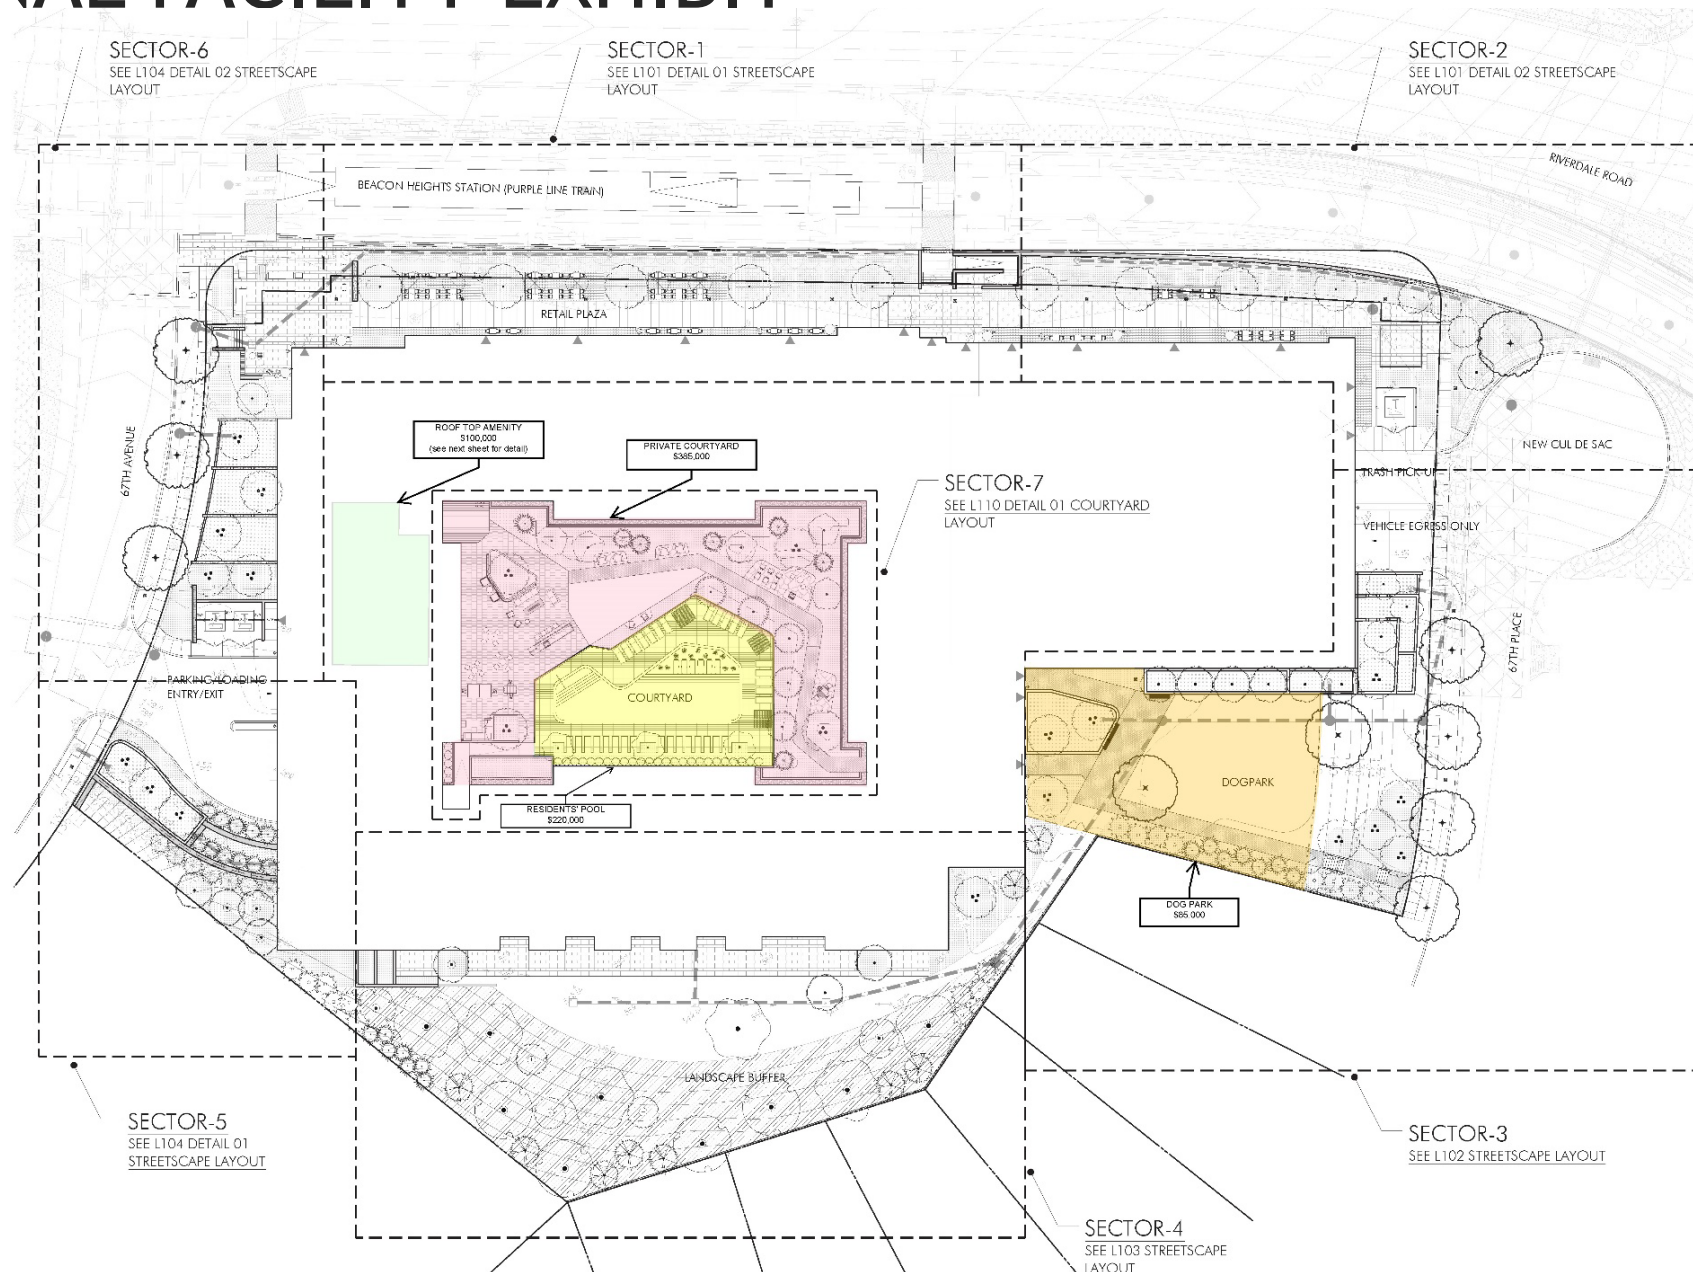 NAL FACILITY EXHIBIT
SECTOR-6
SEE L104 DETAIL 02 STREETSCAPE
LAYOUT
SECTOR-1
SEE L101 DETAIL 01 STREETSCAPE
LAYOUT
SECTOR-2
SEE L101 DETAIL 02 STREETSCAPE
LAYOUT
RIVERDALE ROAD
BEACON HEIGHTS STATION (PURPLE LINE TRAIN)
RETAIL PLAZA
67TH AVENUE
ROOF TOP AMENITY
$100,000
(see next sheet for detail)
PRIVATE COURTYARD
$385,000
SECTOR-7
SEE L110 DETAIL 01 COURTYARD
LAYOUT
NEW CUL DE SAC
TRASH PICK-UP
VEHICLE EGRESS ONLY
67TH PLACE
PARKING/LOADING
ENTRY/EXIT
COURTYARD
DOGPARK
RESIDENTS' POOL
$220,000
DOG PARK
$85,000
LANDSCAPE BUFFER
SECTOR-5
SEE L104 DETAIL 01
STREETSCAPE LAYOUT
SECTOR-3
SEE L102 STREETSCAPE LAYOUT
SECTOR-4
SEE L103 STREETSCAPE
LAYOUT